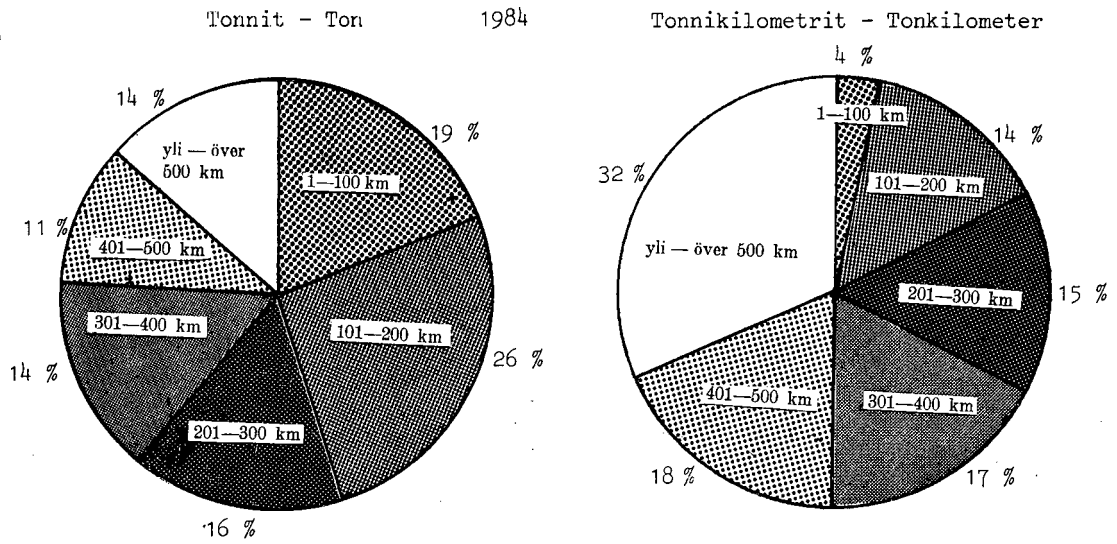 Tonnit - Ton 1984
14 %
19 %
yli — över
500 km
1—100 km
11 %
401—500 km
301—400 km
101—200 km
14 %
26 %
201—300 km
16 %
Tonnikilometrit - Tonkilometer
4 %
1—100 km
14 %
32 %
101—200 km
yli — över 500 km
201—300 km
15 %
401—500 km
301—400 km
18 %
17 %